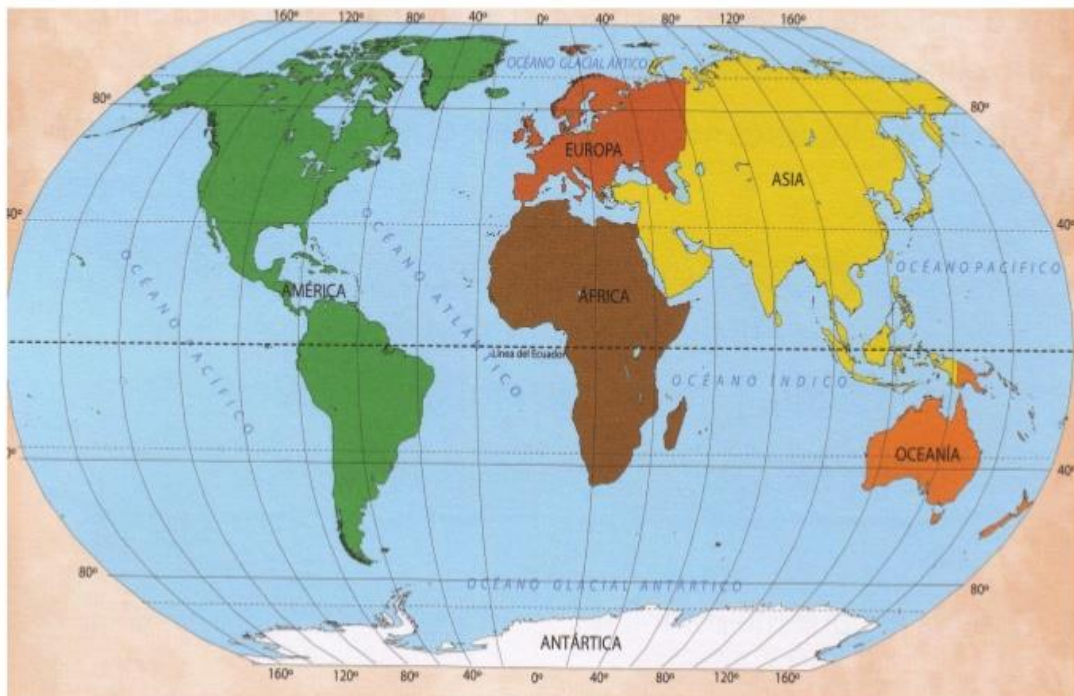 160º 120º 80º 40º 0º 40º 80º 120º 160º
OCÉANO GLACIAL ÁRTICO
80º 80º
EUROPA
ASIA
40º 40º
OCÉANO ATLÁNTICO
OCÉANO PACÍFICO
OCÉANO PACÍFICO
AMÉRICA
ÁFRICA
Línea del Ecuador
OCÉANO ÍNDICO
OCEANÍA
40º
80º 80º
OCÉANO GLACIAL ANTÁRTICO
ANTÁRTICA
160º 120º 80º 40º 0º 40º 80º 120º 160º